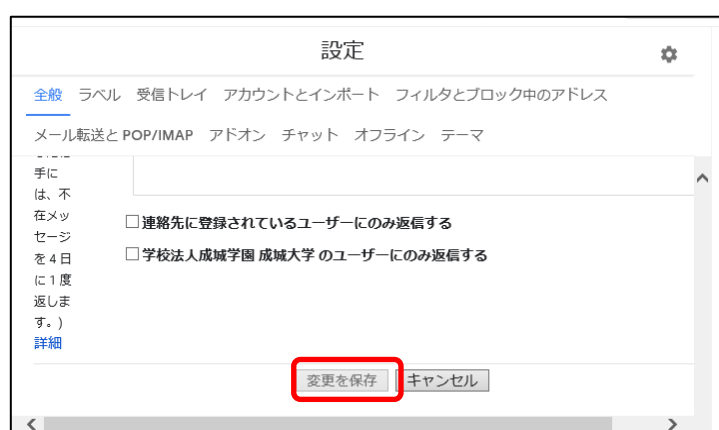 設定
全般 ラベル 受信トレイ アカウントとインポート フィルタとブロック中のアドレス
メール転送と POP/IMAP アドオン チャット オフライン テーマ
手に
は、不
在メッ
セージ
を 4 日
に 1 度
返しま
す。)
詳細
連絡先に登録されているユーザーにのみ返信する
学校法人成城学園 成城大学 のユーザーにのみ返信する
変更を保存 キャンセル